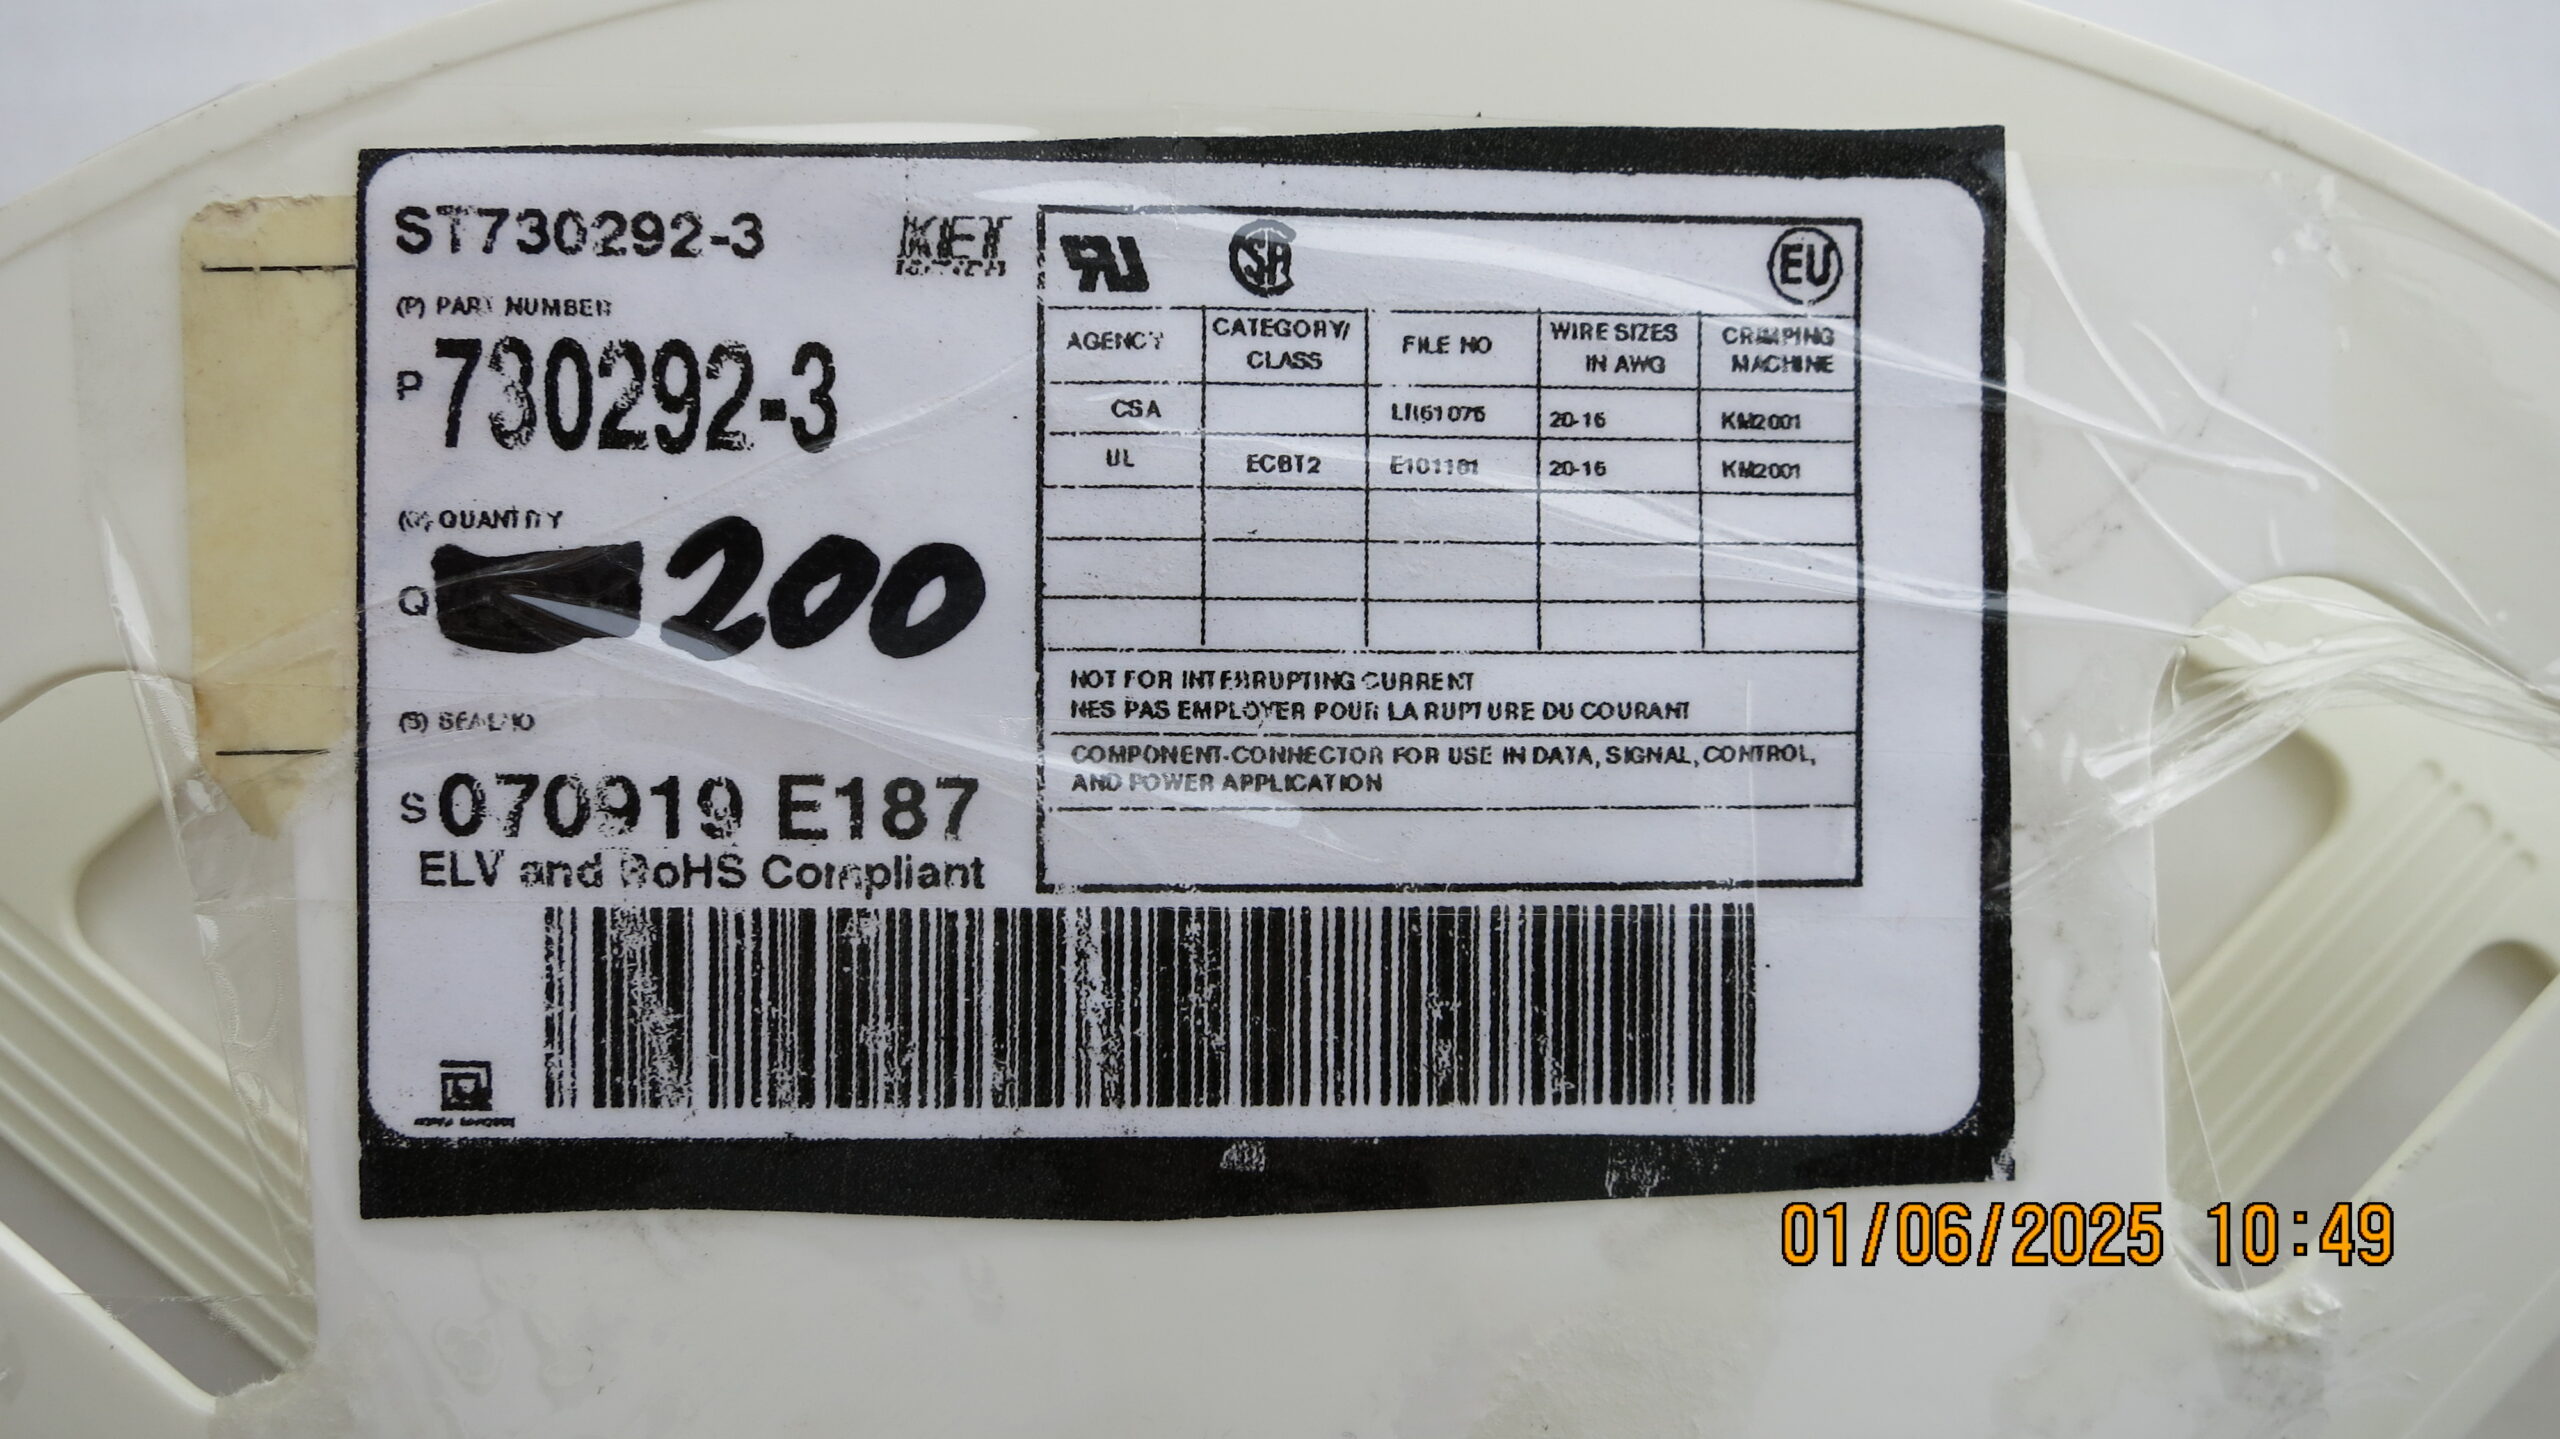 ST730292-3
KET
(P) PART NUMBER
P 730292-3
(Q) QUANTITY
Q 200
(S) SERIAL NO
S 070919 E187
ELV and RoHS Compliant
EU
AGENCY CATEGORY/ CLASS FILE NO WIRE SIZES IN AWG CRIMPING MACHINE
CSA LR61076 20-16 KM2001
UL ECBT2 20-16 KM2001
NOT FOR INTERRUPTING CURRENT
NES PAS EMPLOYER POUR LA RUPTURE DU COURANT
COMPONENT-CONNECTOR FOR USE IN DATA, SIGNAL, CONTROL,
AND POWER APPLICATION
01/06/2025 10:49